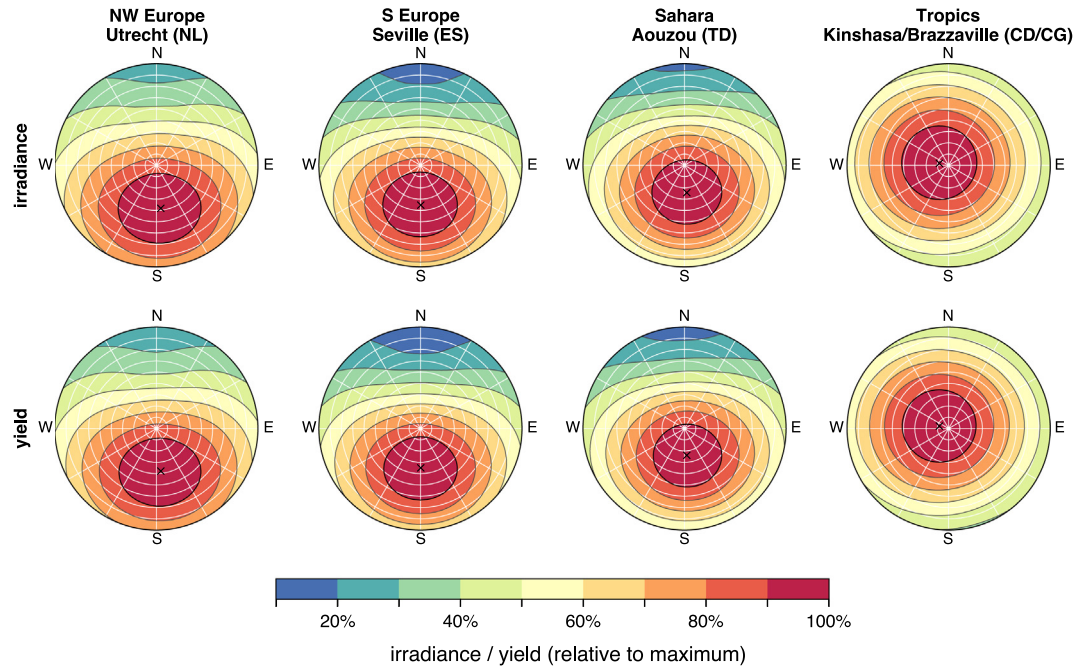 NW Europe
Utrecht (NL)
S Europe
Seville (ES)
Sahara
Aouzou (TD)
Tropics
Kinshasa/Brazzaville (CD/CG)
irradiance
N
W
E
S
N
W
E
S
N
W
E
S
N
W
E
S
yield
N
W
E
S
N
W
E
S
N
W
E
S
N
W
E
S
20%
40%
60%
80%
100%
irradiance / yield (relative to maximum)